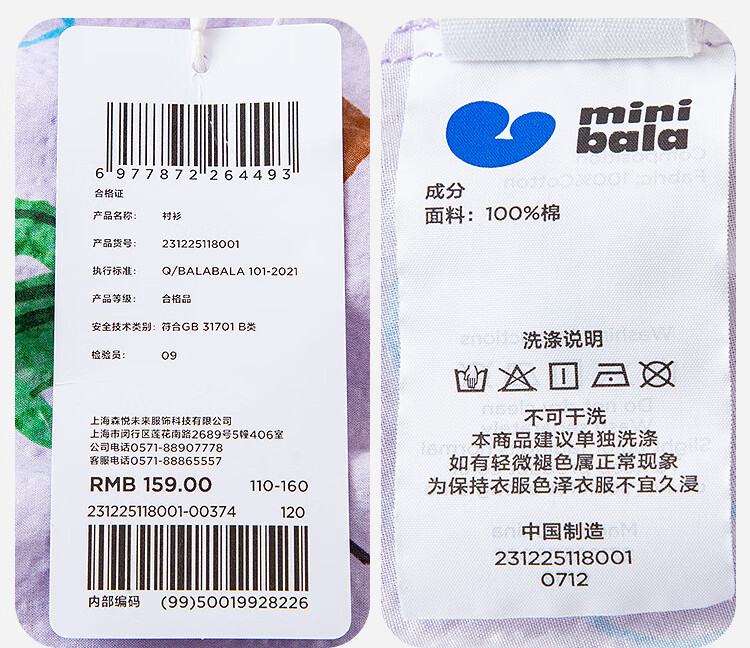 6 977872 264493
合格证
产品名称： 衬衫
产品货号： 231225118001
执行标准： Q/BALABALA 101-2021
产品等级： 合格品
安全技术类别：符合GB 31701 B类
检验员： 09
上海森悦未来服饰科技有限公司
上海市闵行区莲花南路2689号5幢406室
公司电话0571-88907778
客服电话0571-88865557
RMB 159.00 110-160
231225118001-00374 120
内部编码 (99)50019928226
mini
bala
成分
面料：100%棉
洗涤说明
不可干洗
本商品建议单独洗涤
如有轻微褪色属正常现象
为保持衣服色泽衣服不宜久浸
中国制造
231225118001
0712